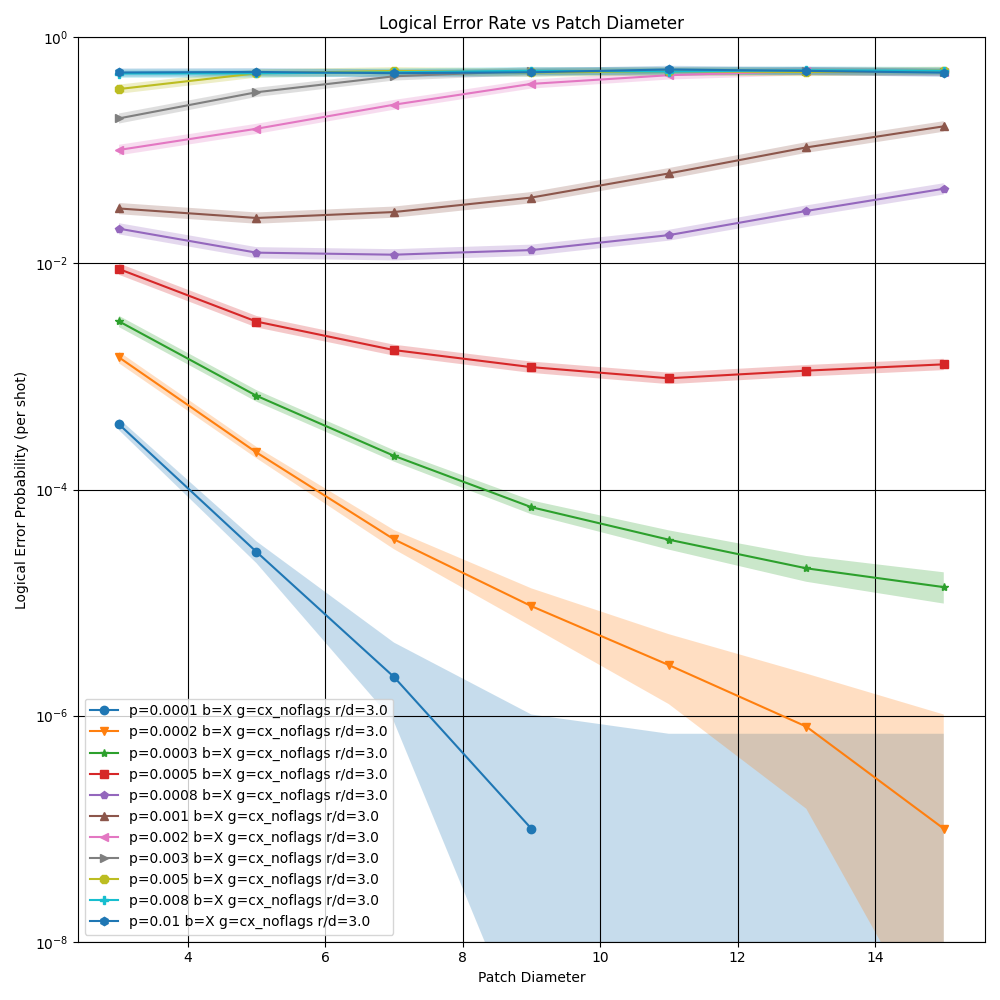 Logical Error Rate vs Patch Diameter
10^0
10^-2
10^-4
10^-6
10^-8
Logical Error Probability (per shot)
p=0.0001 b=X g=cx_noflags r/d=3.0
p=0.0002 b=X g=cx_noflags r/d=3.0
p=0.0003 b=X g=cx_noflags r/d=3.0
p=0.0005 b=X g=cx_noflags r/d=3.0
p=0.0008 b=X g=cx_noflags r/d=3.0
p=0.001 b=X g=cx_noflags r/d=3.0
p=0.002 b=X g=cx_noflags r/d=3.0
p=0.003 b=X g=cx_noflags r/d=3.0
p=0.005 b=X g=cx_noflags r/d=3.0
p=0.008 b=X g=cx_noflags r/d=3.0
p=0.01 b=X g=cx_noflags r/d=3.0
4 6 8 10 12 14
Patch Diameter